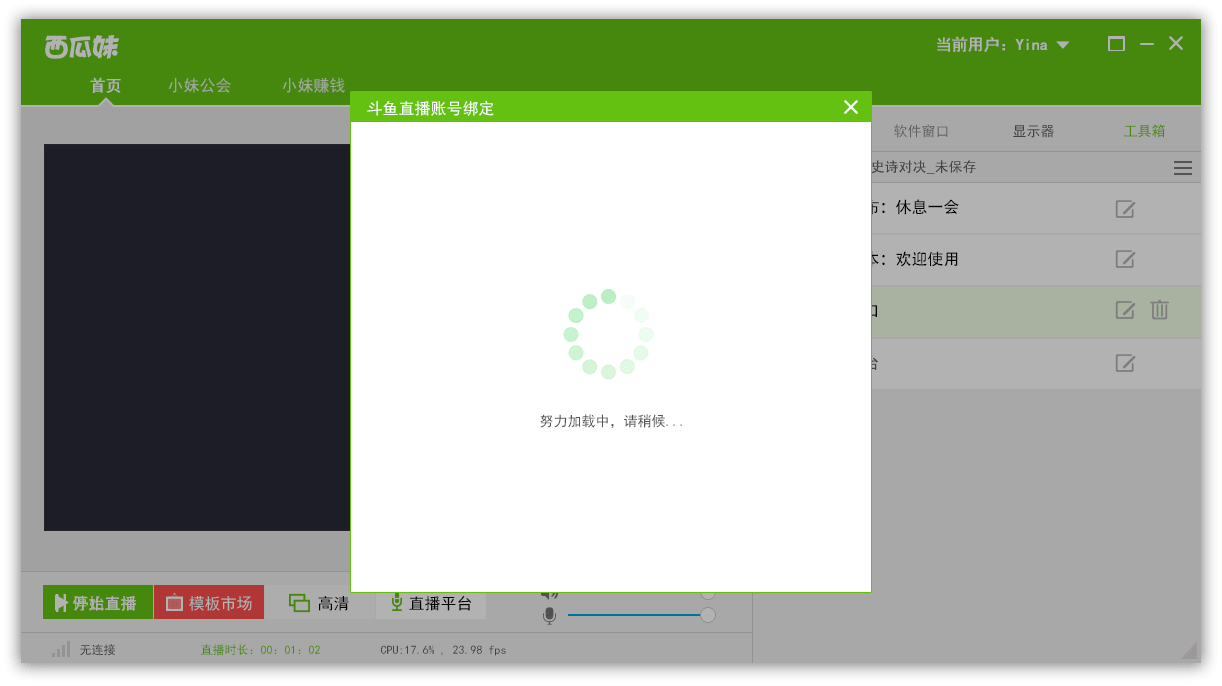 西瓜妹
当前用户：Yina
首页 小妹公会 小妹赚钱
斗鱼直播账号绑定
软件窗口 显示器 工具箱
史诗对决_未保存
：休息一会
本：欢迎使用
口
台
努力加载中，请稍候...
直播 模板市场 高清 直播平台
无连接 直播时长：00：01：02 CPU:17.6% , 23.98 fps